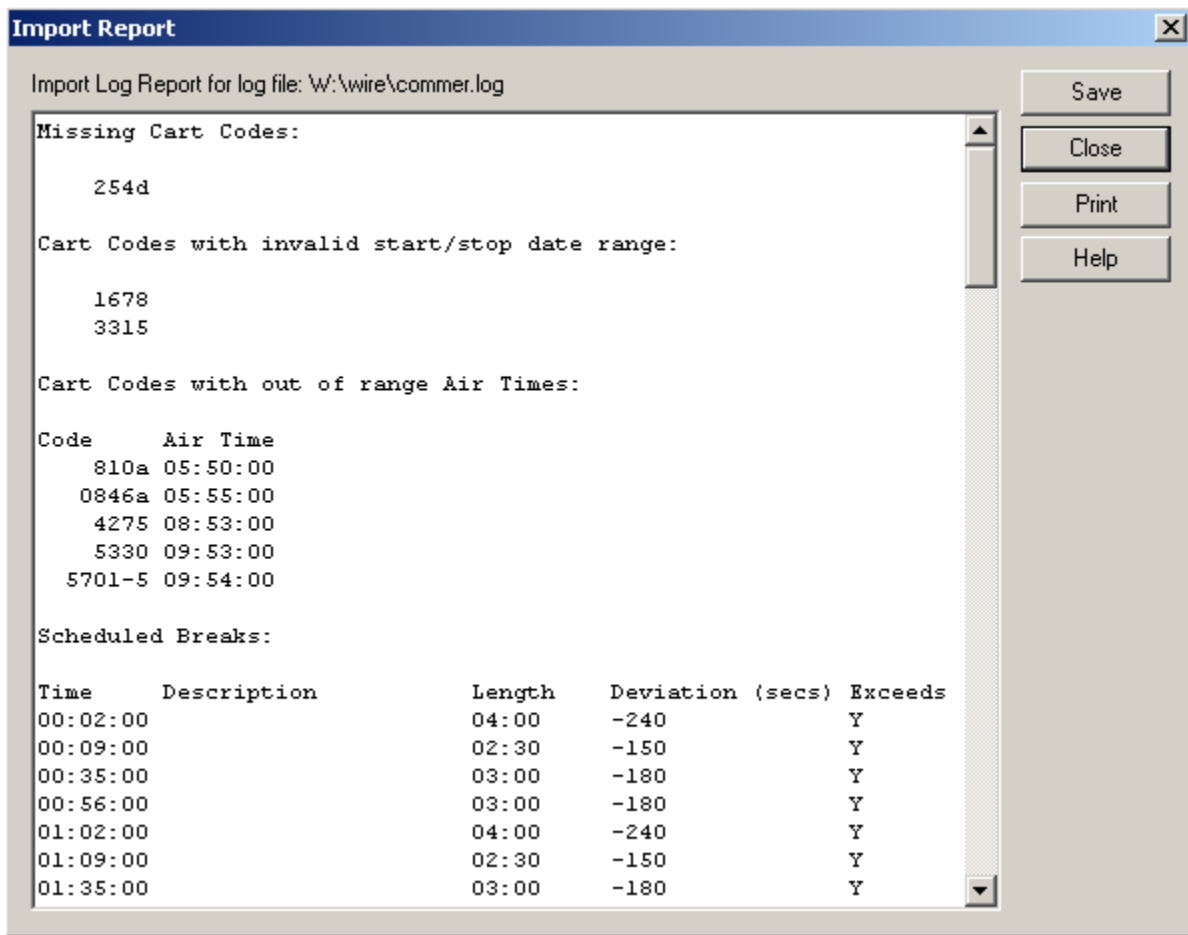 Import Report
Import Log Report for log file: W:\wire\commer.log
Save
Close
Print
Help
Missing Cart Codes:
254d
Cart Codes with invalid start/stop date range:
1678
3315
Cart Codes with out of range Air Times:
Code Air Time
810a 05:50:00
0846a 05:55:00
4275 08:53:00
5330 09:53:00
5701-5 09:54:00
Scheduled Breaks:
Time Description Length Deviation (secs) Exceeds
00:02:00 04:00 -240 Y
00:09:00 02:30 -150 Y
00:35:00 03:00 -180 Y
00:56:00 03:00 -180 Y
01:02:00 04:00 -240 Y
01:09:00 02:30 -150 Y
01:35:00 03:00 -180 Y